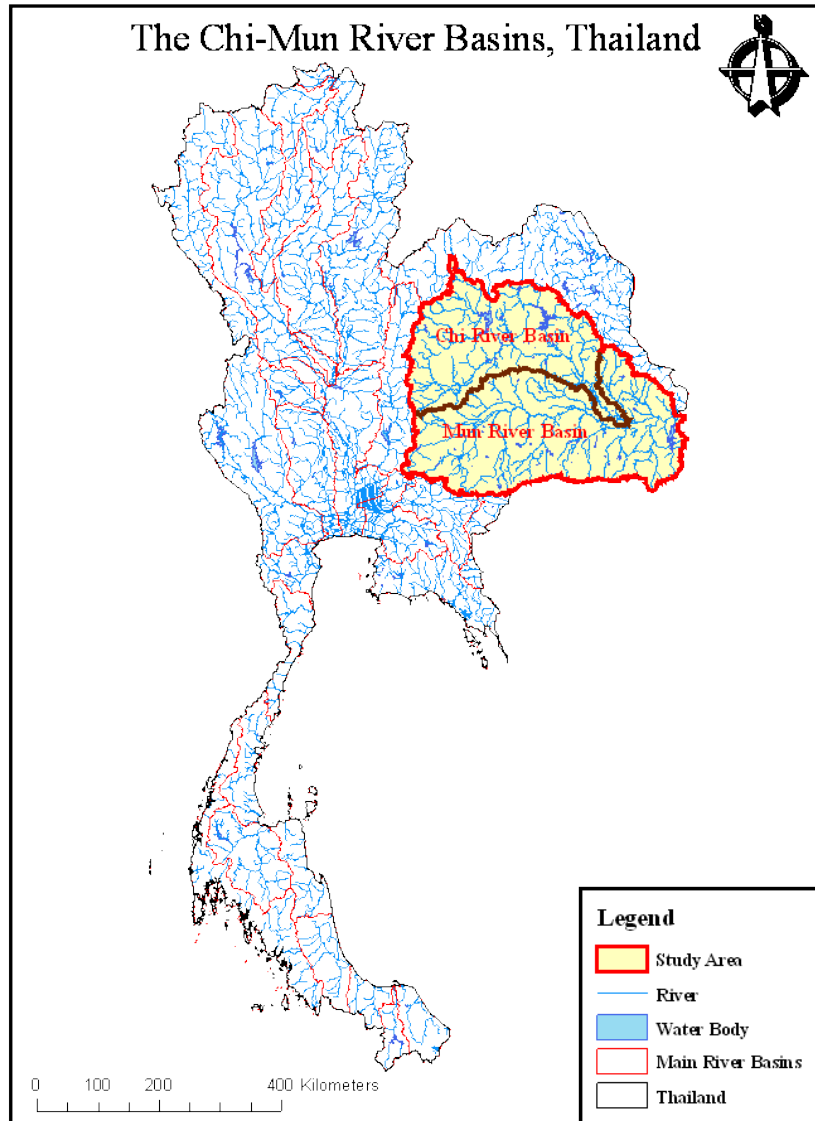 The Chi-Mun River Basins, Thailand
N
Chi River Basin
Mun River Basin
Legend
Study Area
River
Water Body
Main River Basins
Thailand
0 100 200 400 Kilometers